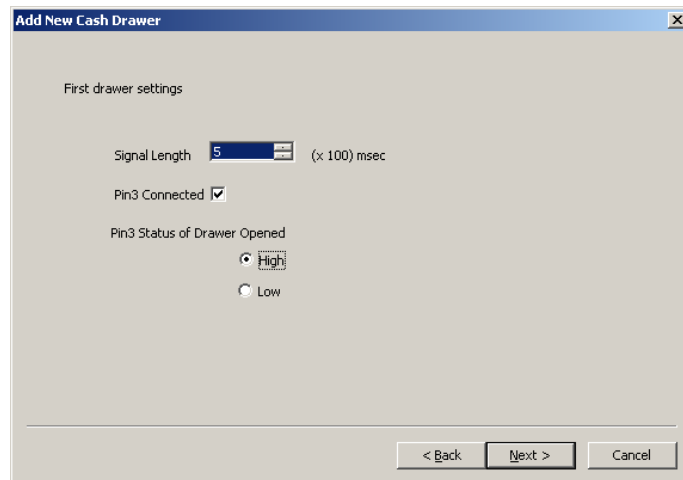 Add New Cash Drawer
First drawer settings
Signal Length 5 (x 100) msec
Pin3 Connected
Pin3 Status of Drawer Opened
High
Low
< Back Next > Cancel